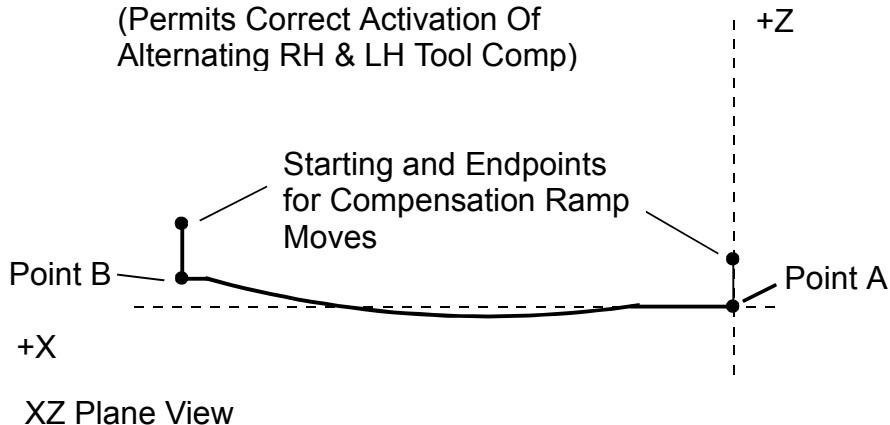 (Permits Correct Activation Of
Alternating RH & LH Tool Comp)
+Z
Starting and Endpoints
for Compensation Ramp
Moves
Point B
Point A
+X
XZ Plane View